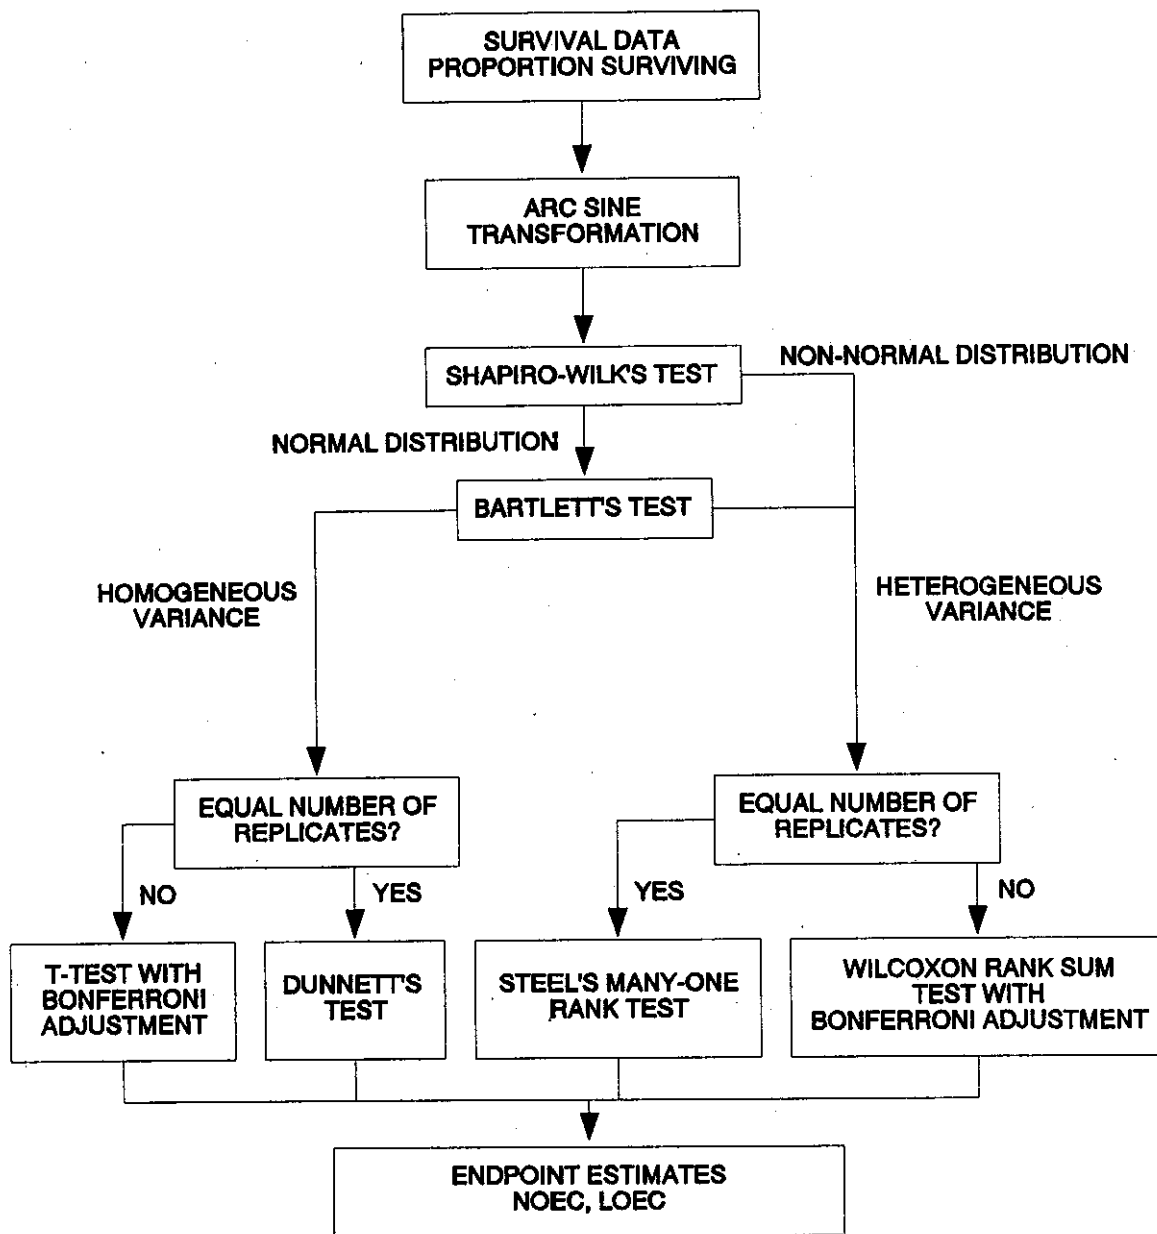 SURVIVAL DATA
PROPORTION SURVIVING
ARC SINE
TRANSFORMATION
SHAPIRO-WILK'S TEST
NON-NORMAL DISTRIBUTION
NORMAL DISTRIBUTION
BARTLETT'S TEST
HOMOGENEOUS
VARIANCE
HETEROGENEOUS
VARIANCE
EQUAL NUMBER OF
REPLICATES?
EQUAL NUMBER OF
REPLICATES?
NO
YES
YES
NO
T-TEST WITH
BONFERRONI
ADJUSTMENT
DUNNETT'S
TEST
STEEL'S MANY-ONE
RANK TEST
WILCOXON RANK SUM
TEST WITH
BONFERRONI ADJUSTMENT
ENDPOINT ESTIMATES
NOEC, LOEC